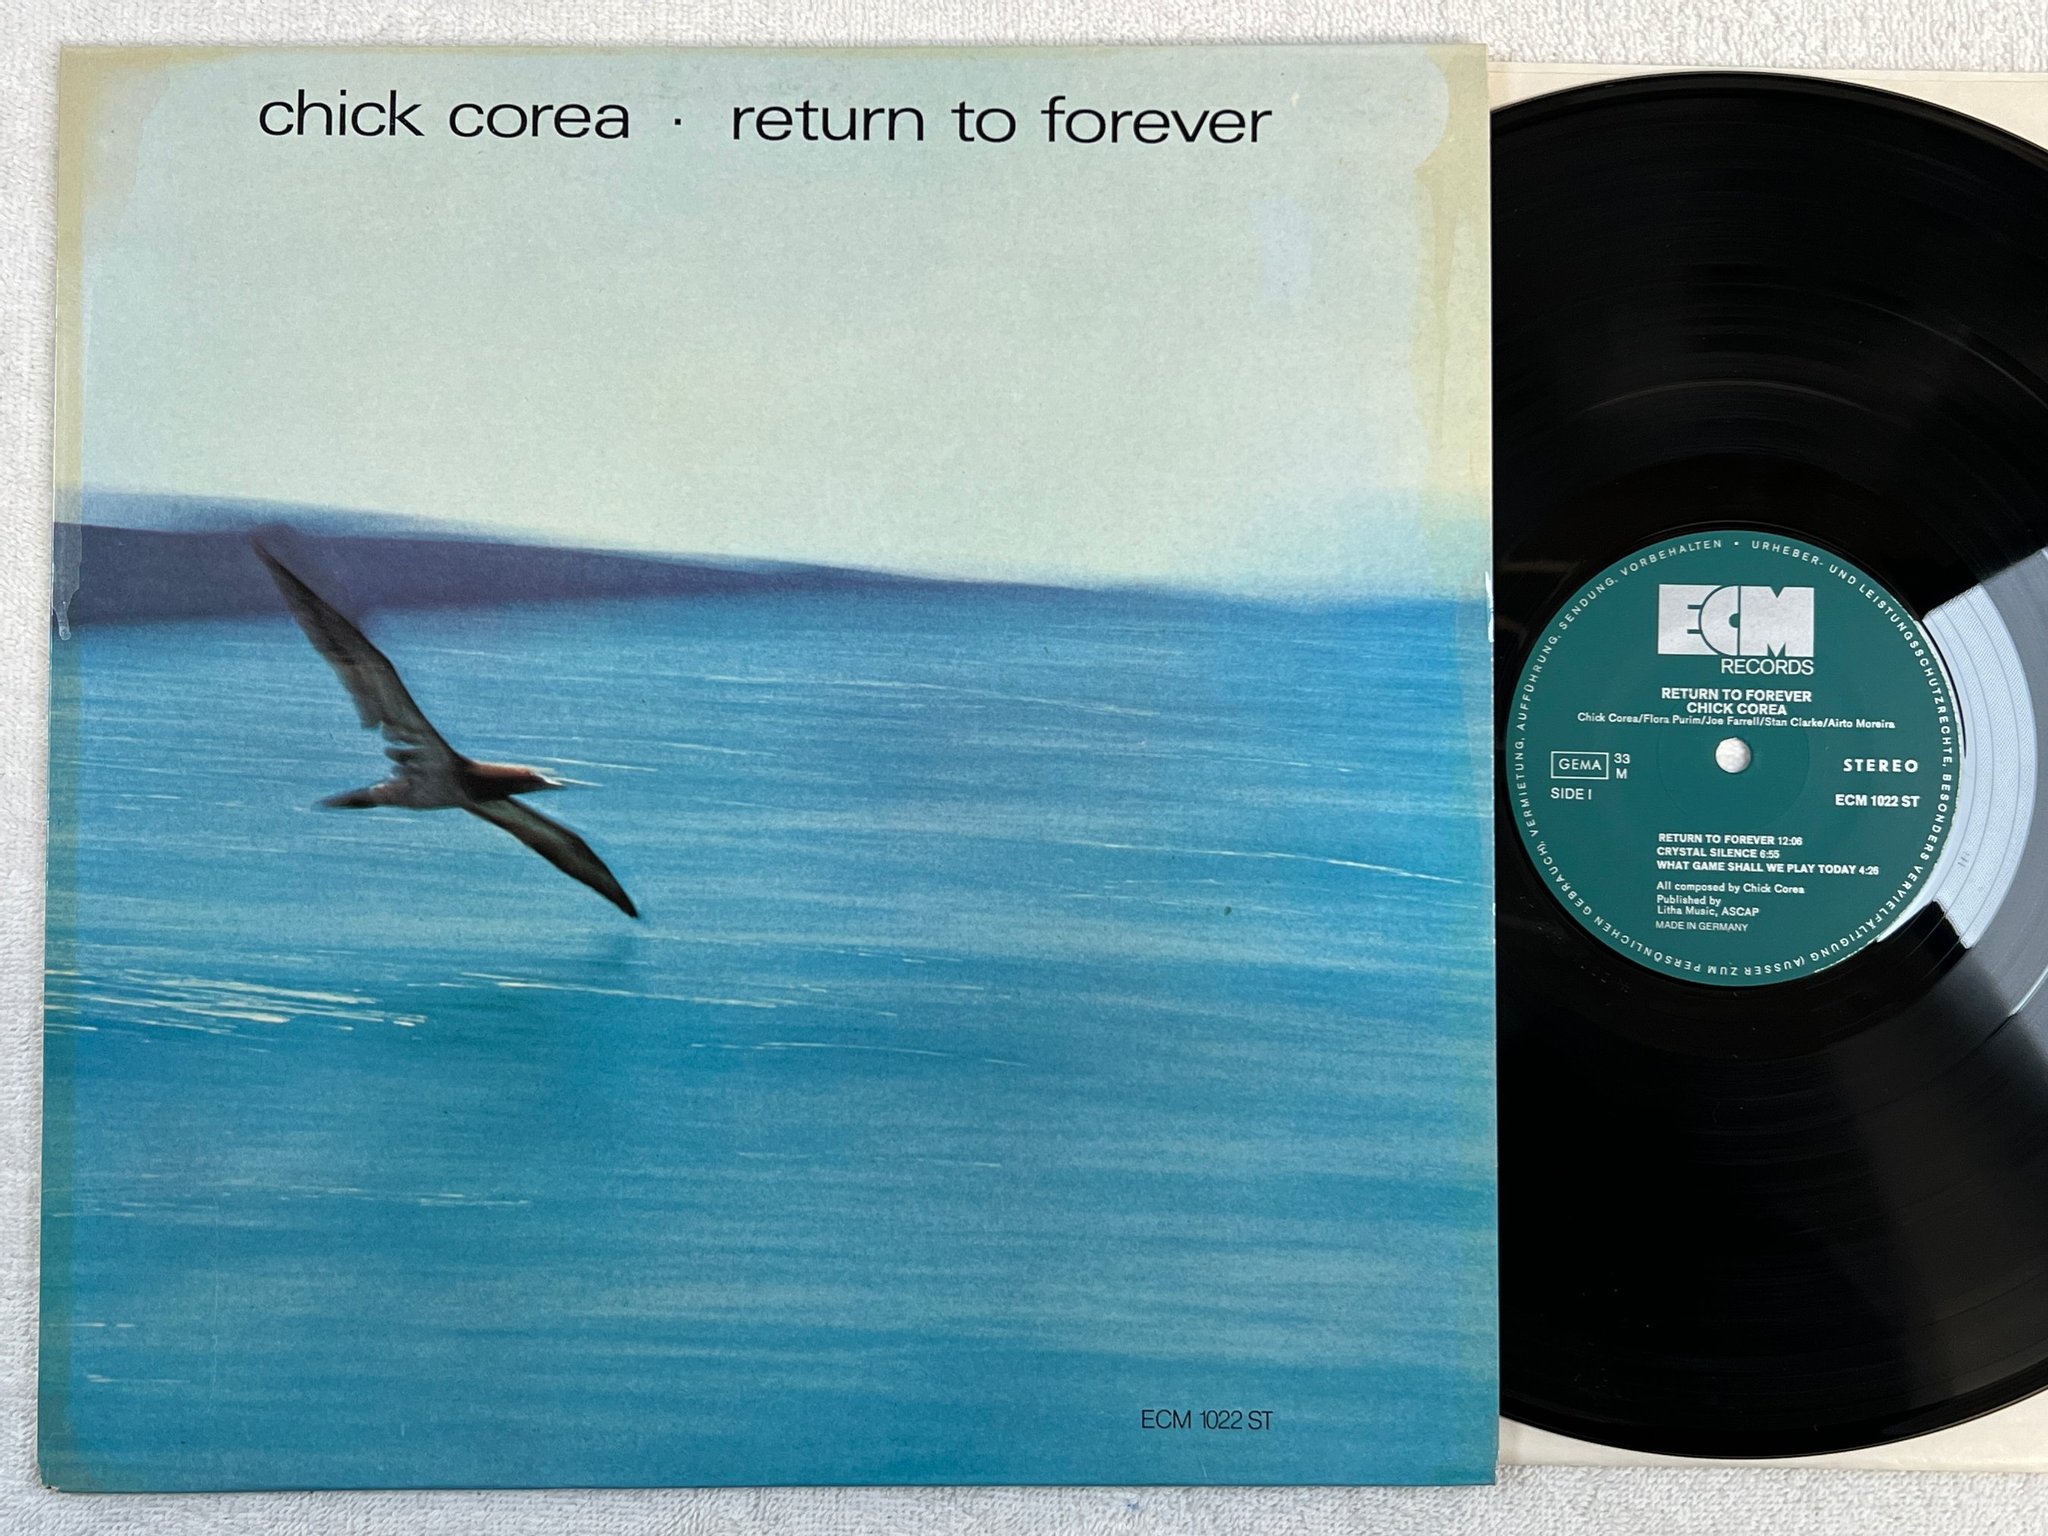 chick corea · return to forever
ECM 1022 ST
URHEBER- UND LEISTUNGSSCHUTZRECHTE, BESONDERS VERVIELFÄLTIGUNG (AUSSER ZUM PERSÖNLICHEN GEBRAUCH), VERMIETUNG, AUFFÜHRUNG, SENDUNG, VORBEHALTEN •
ECM
RECORDS
RETURN TO FOREVER
CHICK COREA
Chick Corea/Flora Purim/Joe Farrell/Stan Clarke/Airto Moreira
GEMA 33 STEREO
M
SIDE I ECM 1022 ST
RETURN TO FOREVER 12:06
CRYSTAL SILENCE 6:55
WHAT GAME SHALL WE PLAY TODAY 4:26
All composed by Chick Corea
Published by
Litha Music, ASCAP
MADE IN GERMANY